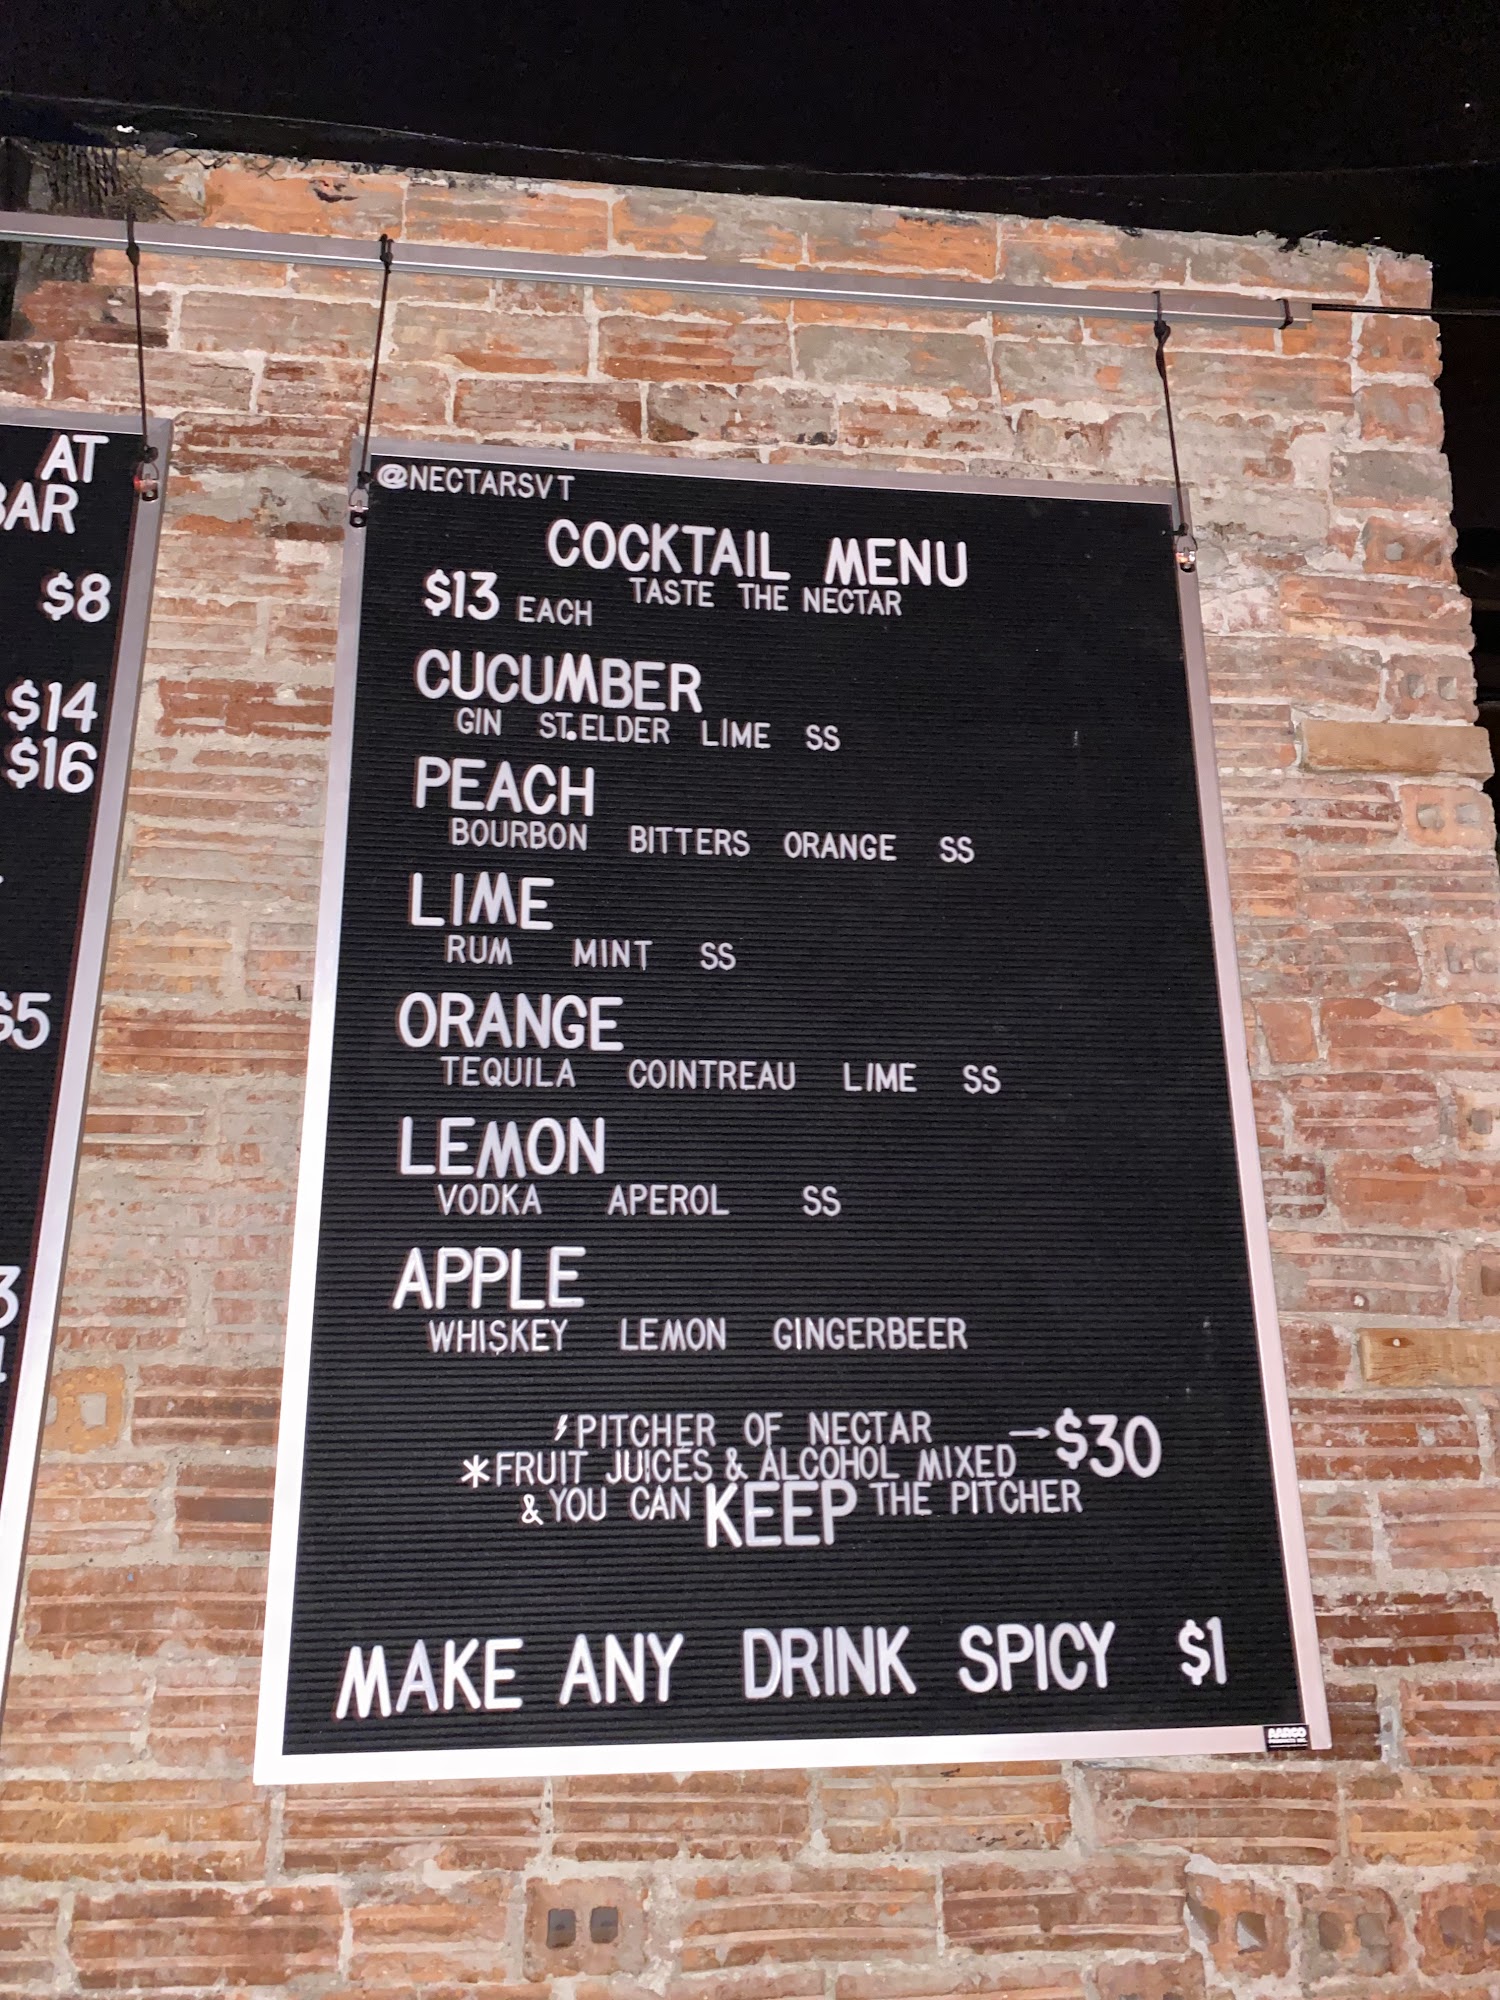 AT
BAR
$8
$14
$16
$5
3
@NECTARSVT
COCKTAIL MENU
TASTE THE NECTAR
$13 EACH
CUCUMBER
GIN ST.ELDER LIME SS
PEACH
BOURBON BITTERS ORANGE SS
LIME
RUM MINT SS
ORANGE
TEQUILA COINTREAU LIME SS
LEMON
VODKA APEROL SS
APPLE
WHISKEY LEMON GINGERBEER
⚡PITCHER OF NECTAR →$30
*FRUIT JUICES & ALCOHOL MIXED
& YOU CAN KEEP THE PITCHER
MAKE ANY DRINK SPICY $1
AARCO